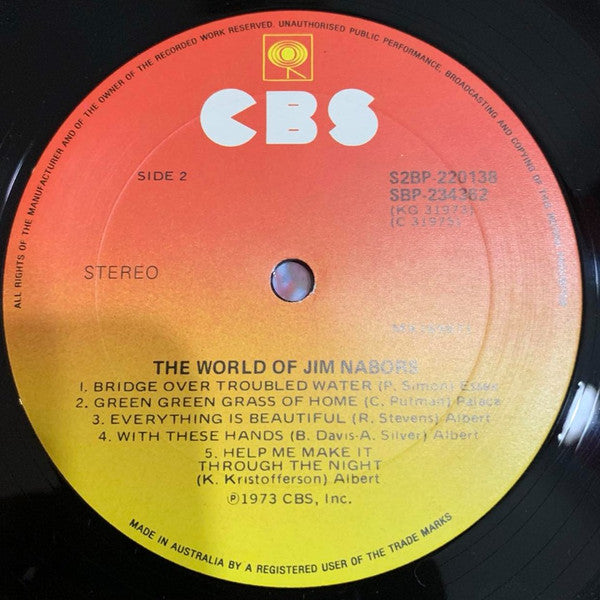 ALL RIGHTS OF THE MANUFACTURER AND OF THE OWNER OF THE RECORDED WORK RESERVED. UNAUTHORISED PUBLIC PERFORMANCE, BROADCASTING AND COPYING OF
CBS
SIDE 2
S2BP-220138
SBP-234362
(KG 31973)
(C 31975)
STEREO
THE WORLD OF JIM NABORS
1. BRIDGE OVER TROUBLED WATER (P. Simon) Essex
2. GREEN GREEN GRASS OF HOME (C. Putman) Palace
3. EVERYTHING IS BEAUTIFUL (R. Stevens) Albert
4. WITH THESE HANDS (B. Davis-A. Silver) Albert
5. HELP ME MAKE IT
THROUGH THE NIGHT
(K. Kristofferson) Albert
℗1973 CBS, Inc.
MADE IN AUSTRALIA BY A REGISTERED USER OF THE TRADE MARKS